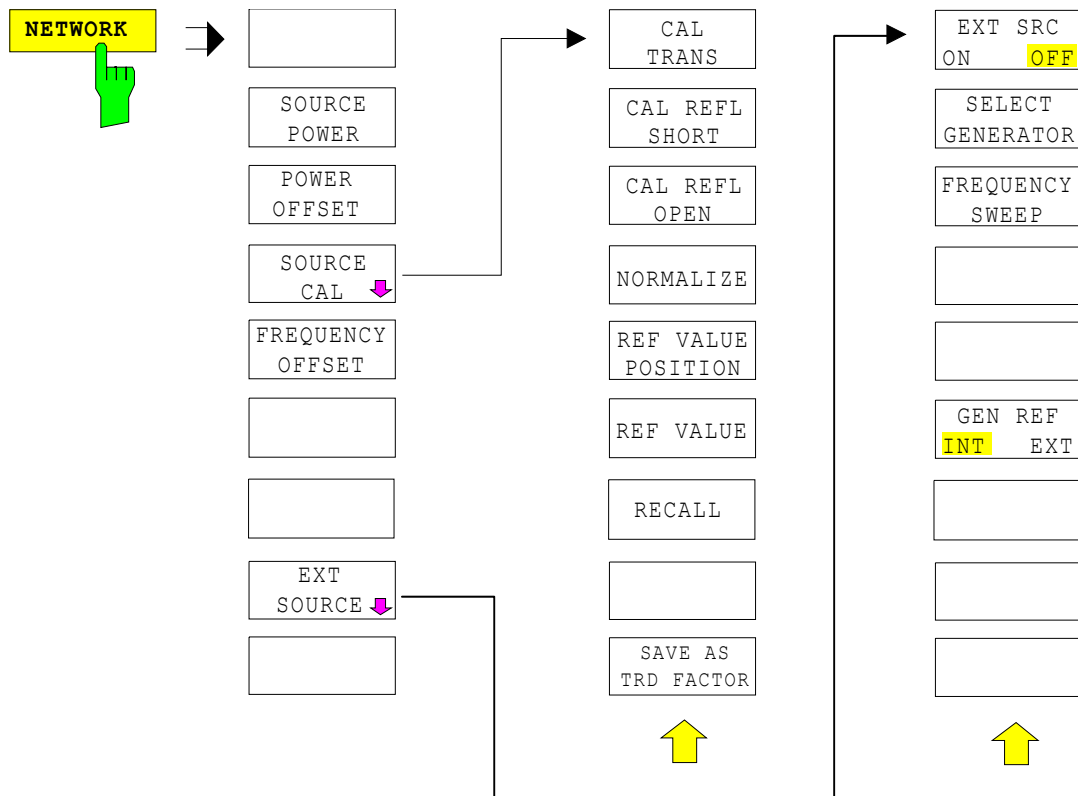 NETWORK
SOURCE
POWER
POWER
OFFSET
SOURCE
CAL
FREQUENCY
OFFSET
EXT
SOURCE
CAL
TRANS
CAL REFL
SHORT
CAL REFL
OPEN
NORMALIZE
REF VALUE
POSITION
REF VALUE
RECALL
SAVE AS
TRD FACTOR
EXT SRC
ON OFF
SELECT
GENERATOR
FREQUENCY
SWEEP
GEN REF
INT EXT